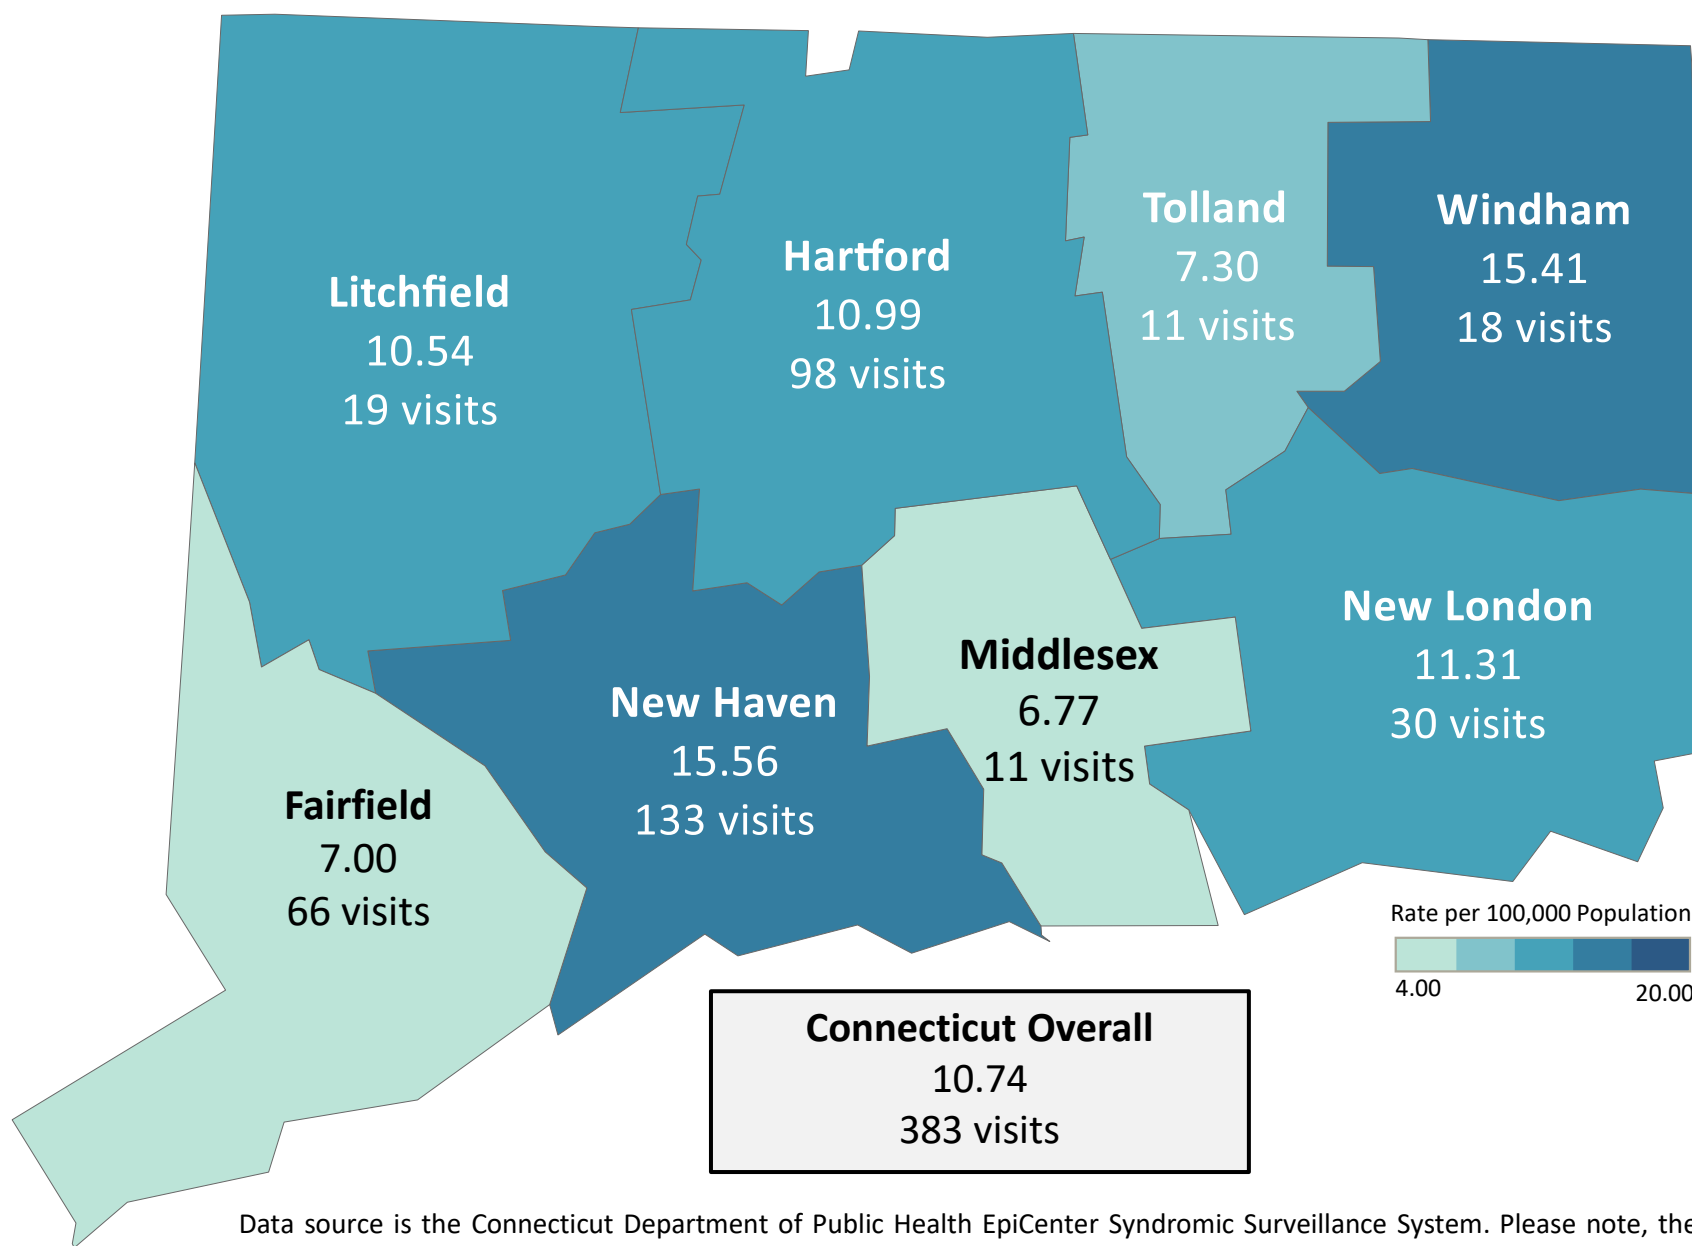 Tolland
7.30
11 visits
Windham
15.41
18 visits
Hartford
10.99
98 visits
Litchfield
10.54
19 visits
New London
11.31
30 visits
Middlesex
6.77
11 visits
New Haven
15.56
133 visits
Fairfield
7.00
66 visits
Rate per 100,000 Population
4.00
20.00
Connecticut Overall
10.74
383 visits
Data source is the Connecticut Department of Public Health EpiCenter Syndromic Surveillance System. Please note, the